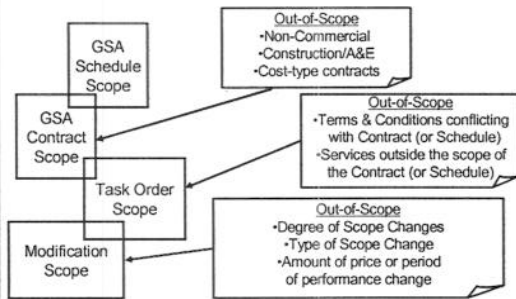 GSA
Schedule
Scope
GSA
Contract
Scope
Task Order
Scope
Modification
Scope
Out-of-Scope
•Non-Commercial
•Construction/A&E
•Cost-type contracts
Out-of-Scope
•Terms & Conditions conflicting
with Contract (or Schedule)
•Services outside the scope of
the Contract (or Schedule)
Out-of-Scope
•Degree of Scope Changes
•Type of Scope Change
•Amount of price or period
of performance change